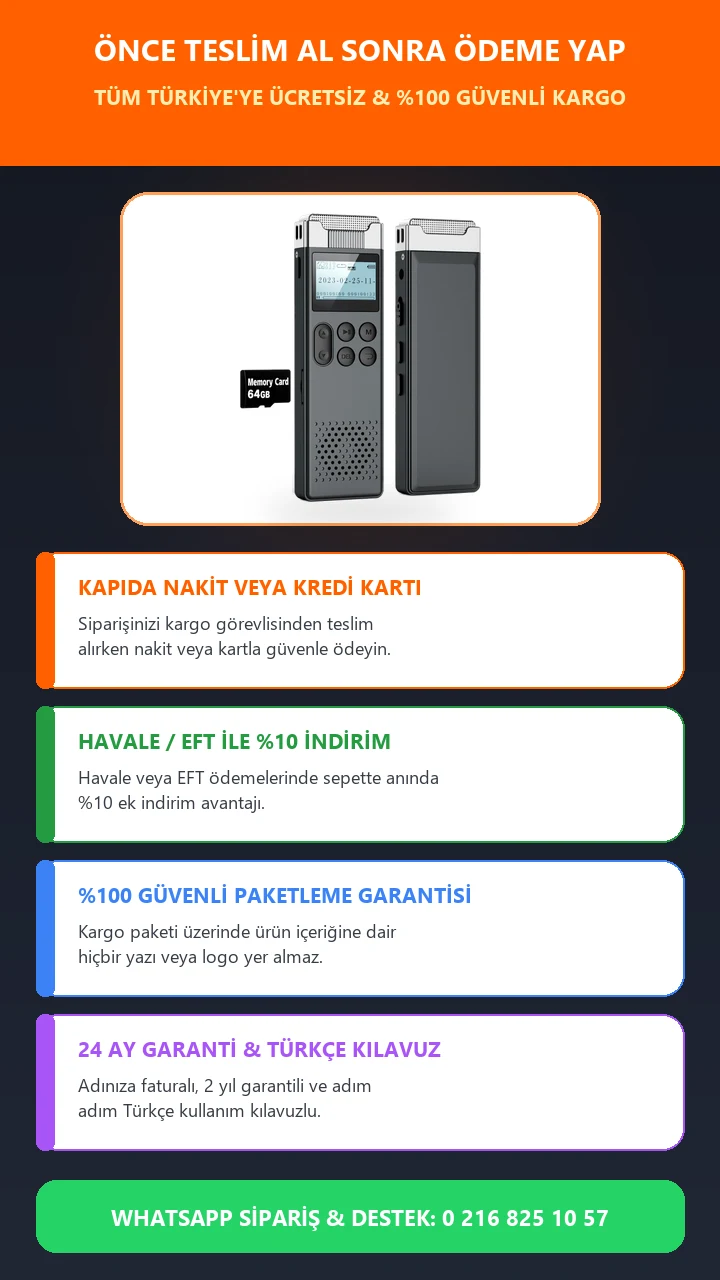 ÖNCE TESLİM AL SONRA ÖDEME YAP
TÜM TÜRKİYE'YE ÜCRETSİZ & %100 GÜVENLİ KARGO
2023-02-25-11-
M
Memory Card
64GB
KAPIDA NAKİT VEYA KREDİ KARTI
Siparişinizi kargo görevlisinden teslim
alırken nakit veya kartla güvenle ödeyin.
HAVALE / EFT İLE %10 İNDİRİM
Havale veya EFT ödemelerinde sepette anında
%10 ek indirim avantajı.
%100 GÜVENLİ PAKETLEME GARANTİSİ
Kargo paketi üzerinde ürün içeriğine dair
hiçbir yazı veya logo yer almaz.
24 AY GARANTİ & TÜRKÇE KILAVUZ
Adınıza faturalı, 2 yıl garantili ve adım
adım Türkçe kullanım kılavuzlu.
WHATSAPP SİPARİŞ & DESTEK: 0 216 825 10 57